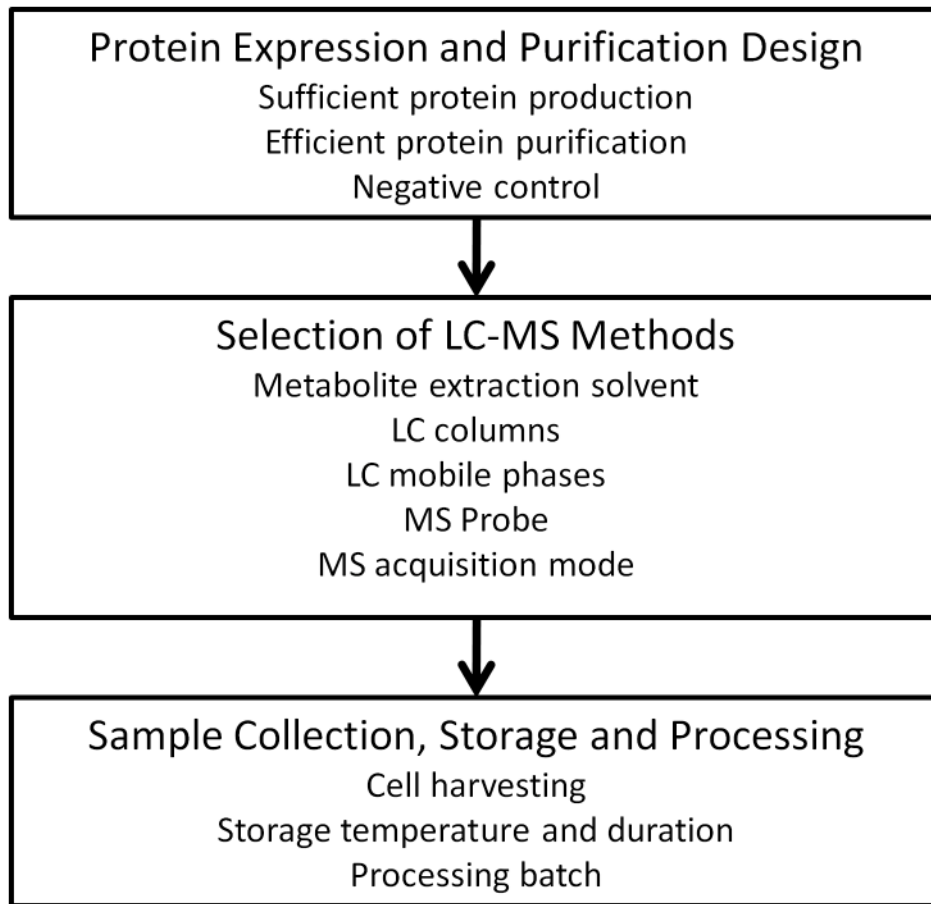 Protein Expression and Purification Design
Sufficient protein production
Efficient protein purification
Negative control
Selection of LC-MS Methods
Metabolite extraction solvent
LC columns
LC mobile phases
MS Probe
MS acquisition mode
Sample Collection, Storage and Processing
Cell harvesting
Storage temperature and duration
Processing batch